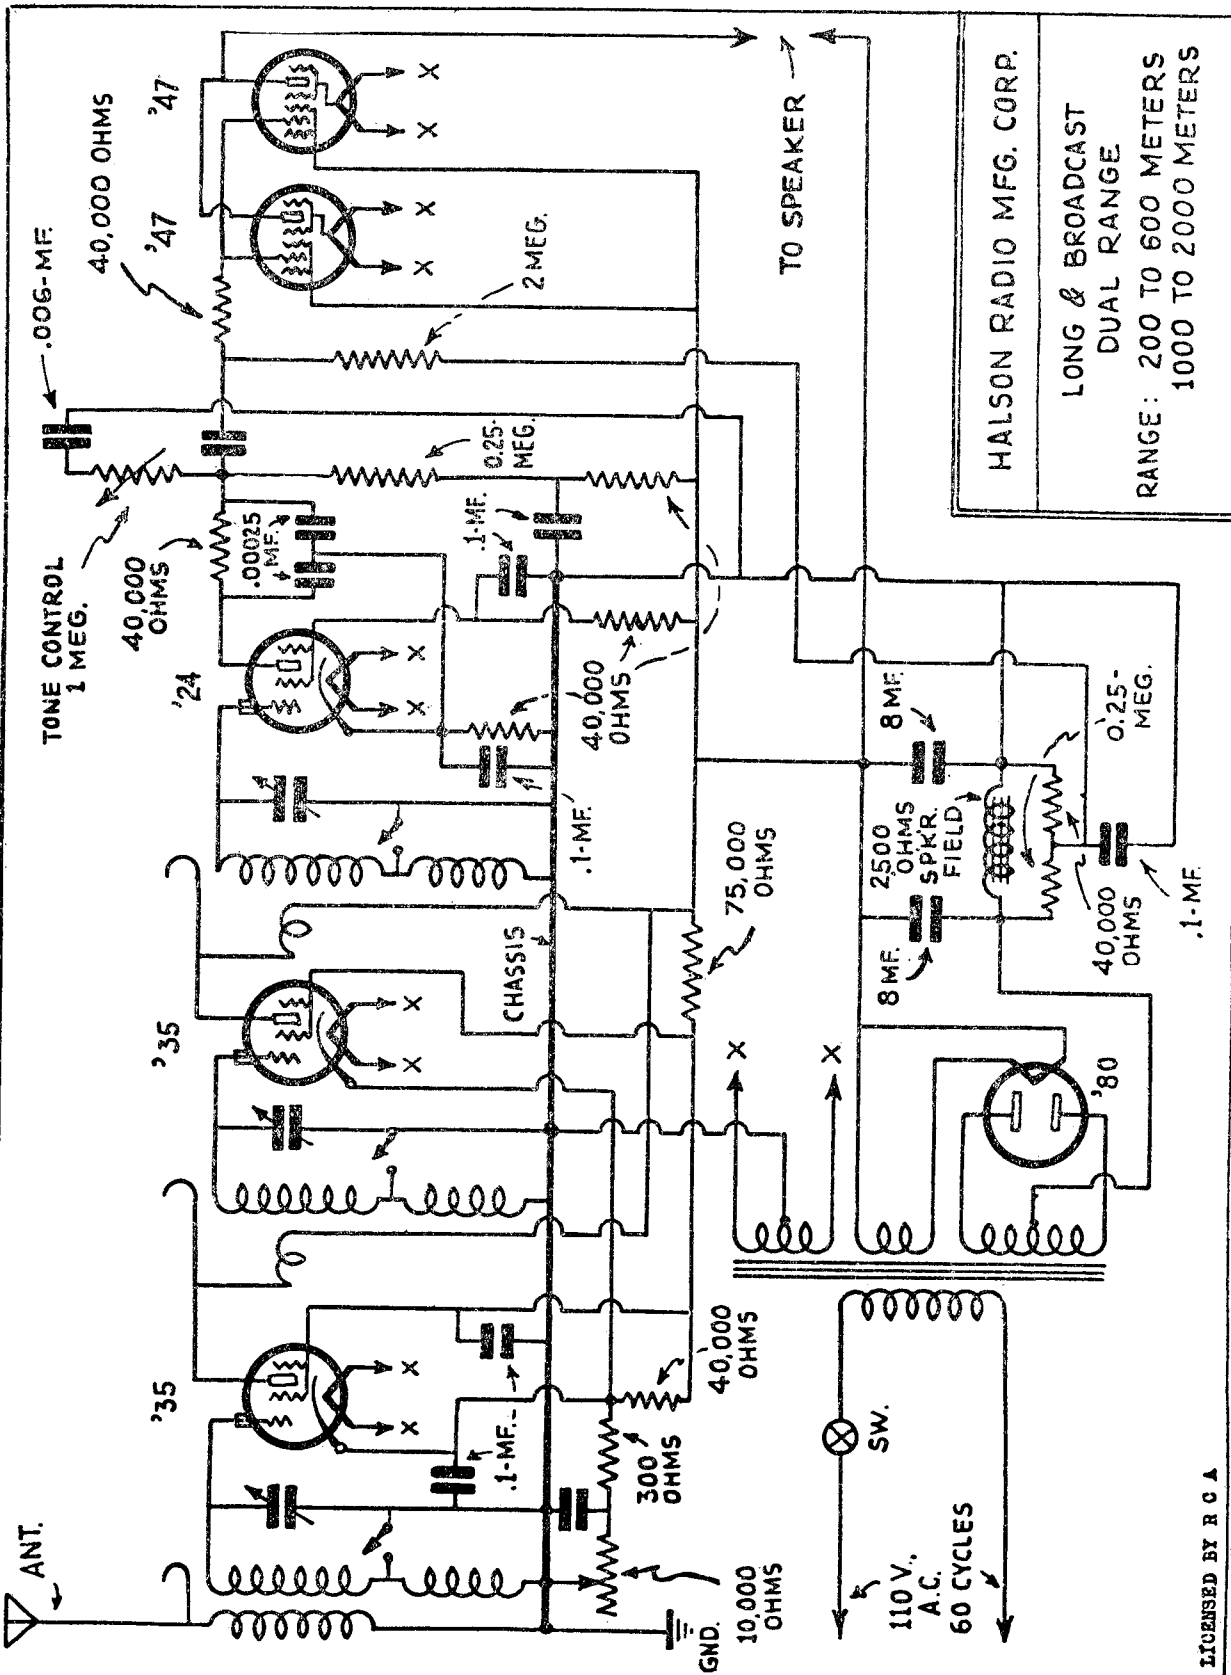 ANT.
'35
'35
'24
'47
'47
TONE CONTROL
1 MEG.
.006-MF.
40,000 OHMS
40,000
OHMS
.00025
MF.
0.25-
MEG.
2 MEG.
.1-MF.
.1-MF.
X
X
X
X
X
X
X
X
X
X
CHASSIS
.1-MF.
40,000
OHMS
TO SPEAKER
300
OHMS
40,000
OHMS
75,000
OHMS
10,000
OHMS
GND.
X
X
8 MF.
2500
OHMS
SPKR.
FIELD
8 MF.
0.25-
MEG.
40,000
OHMS
.1-MF.
'80
SW.
110 V.,
A.C.
60 CYCLES
HALSON RADIO MFG. CORP.
LONG & BROADCAST
DUAL RANGE
RANGE: 200 TO 600 METERS
1000 TO 2000 METERS
LICENSED BY R C A